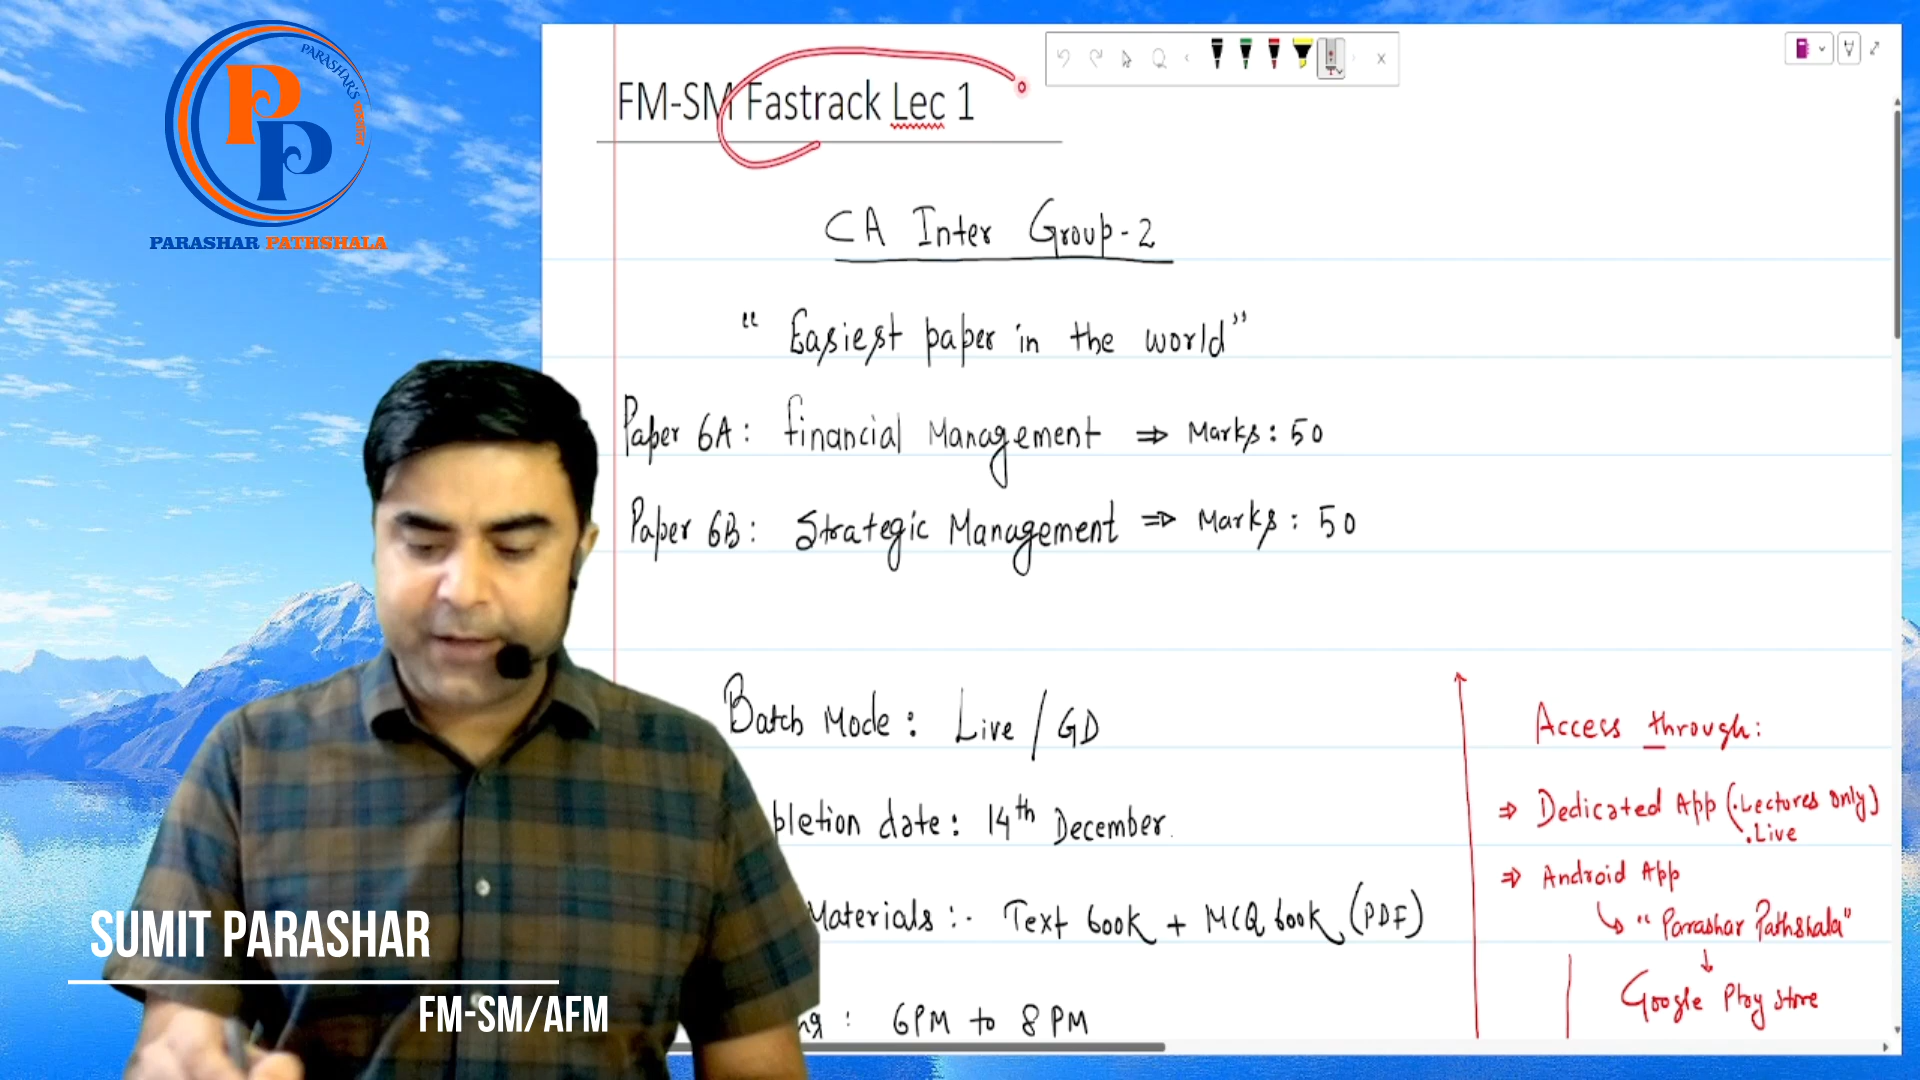 PARASHAR'S
PP
PARASHAR PATHSHALA
FM-SM Fastrack Lec 1
CA Inter Group-2
"Easiest paper in the world"
Paper 6A: Financial Management ⇒ Marks: 50
Paper 6B: Strategic Management ⇒ Marks: 50
Batch Mode: Live / GD
pletion date: 14th December.
Materials :- Text book + MCQ book (PDF)
ng: 6PM to 8PM
Access through:
⇒ Dedicated App (.Lectures only)
.Live
⇒ Android App
↳ "Parashar Pathshala"
↓
Google Play store
SUMIT PARASHAR
FM-SM/AFM